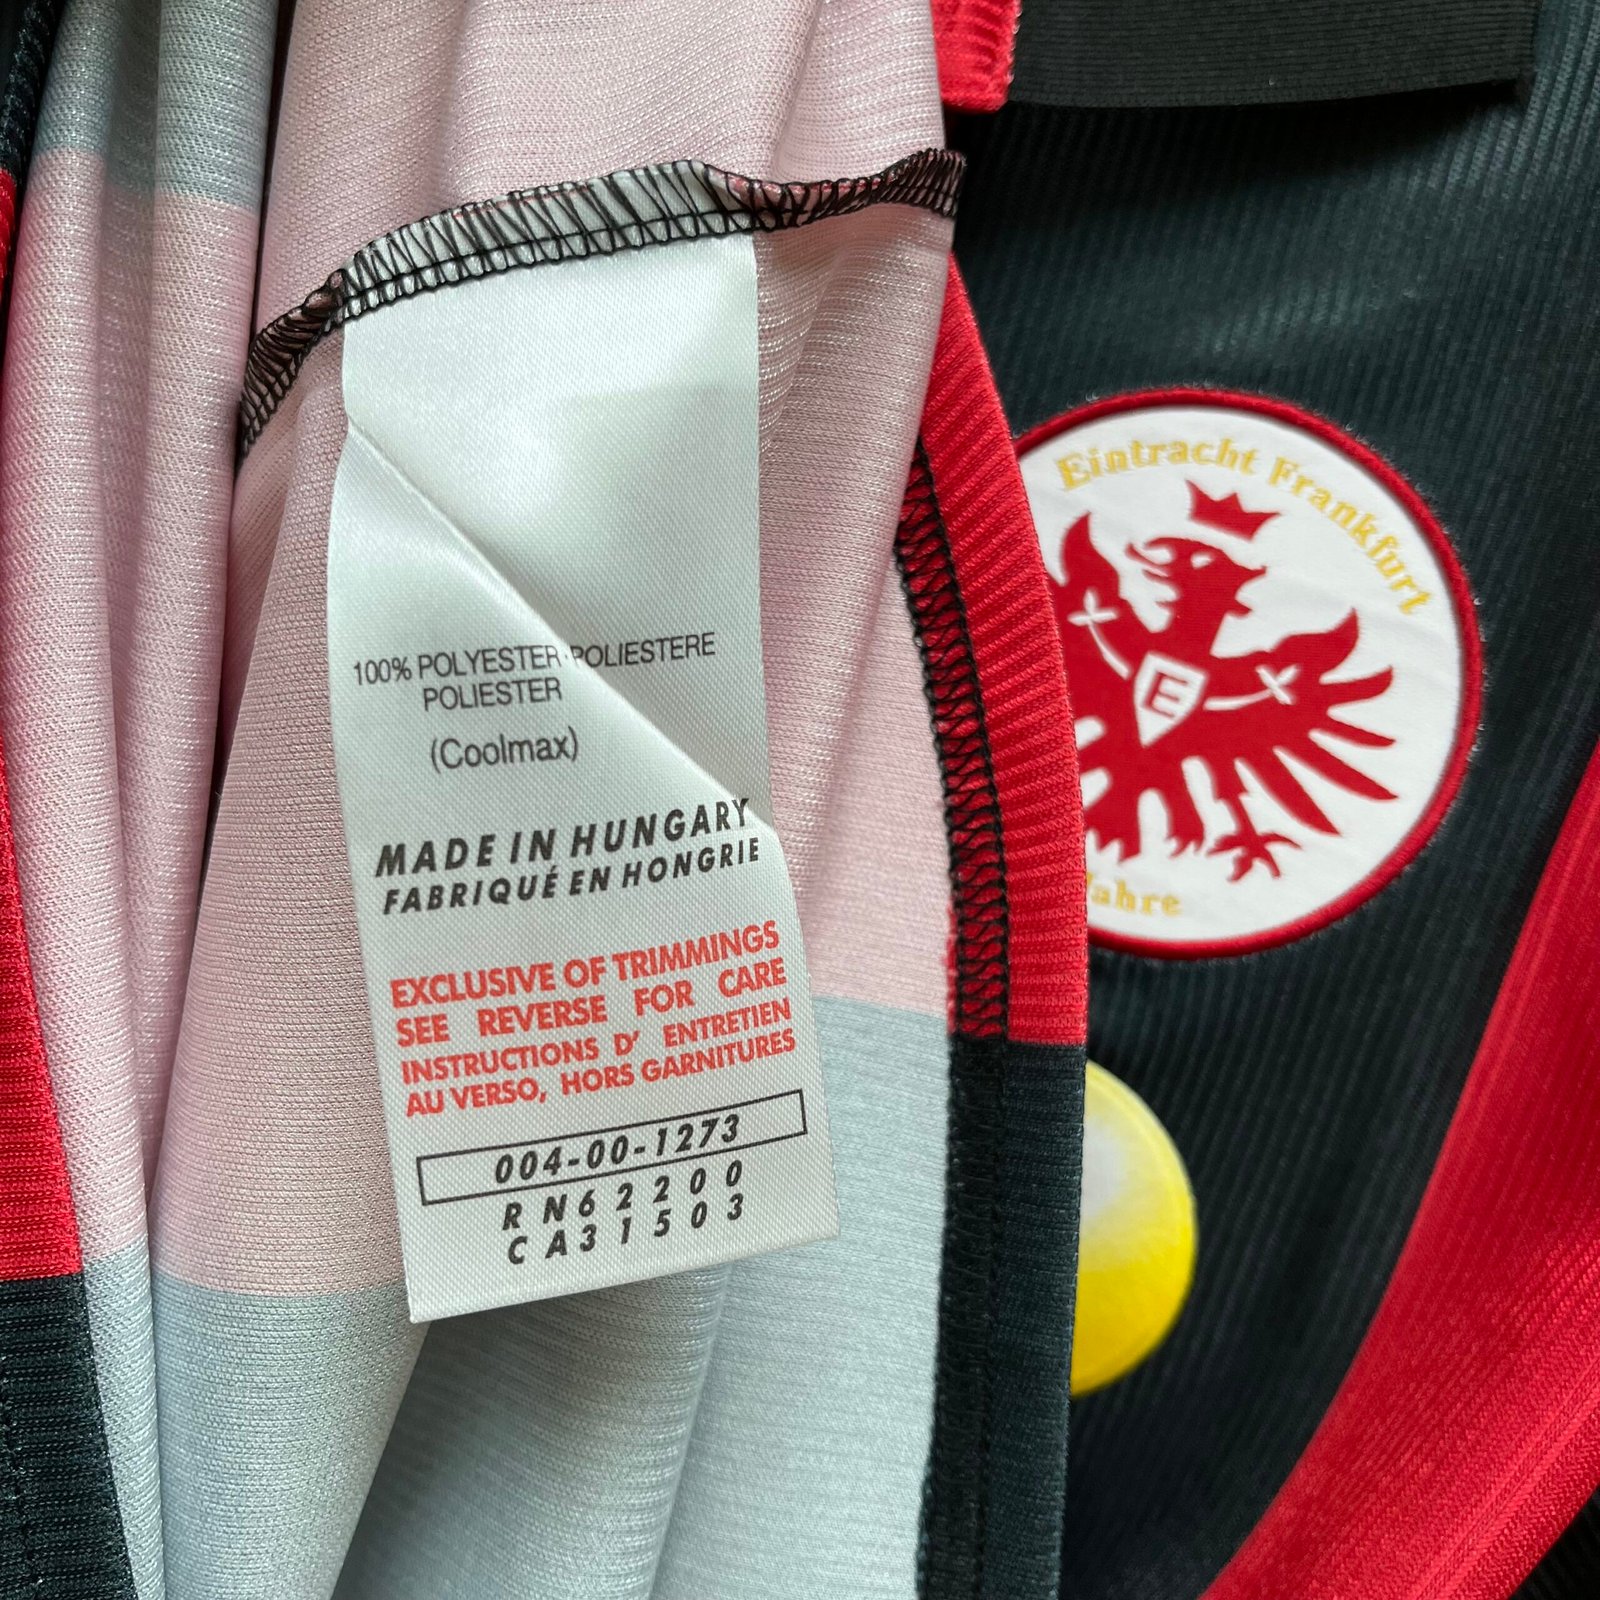 100% POLYESTER·POLIESTERE
POLIESTER
(Coolmax)
MADE IN HUNGARY
FABRIQUÉ EN HONGRIE
EXCLUSIVE OF TRIMMINGS
SEE REVERSE FOR CARE
INSTRUCTIONS D' ENTRETIEN
AU VERSO, HORS GARNITURES
004-00-1273
RN62200
CA31503
Eintracht Frankfurt
E